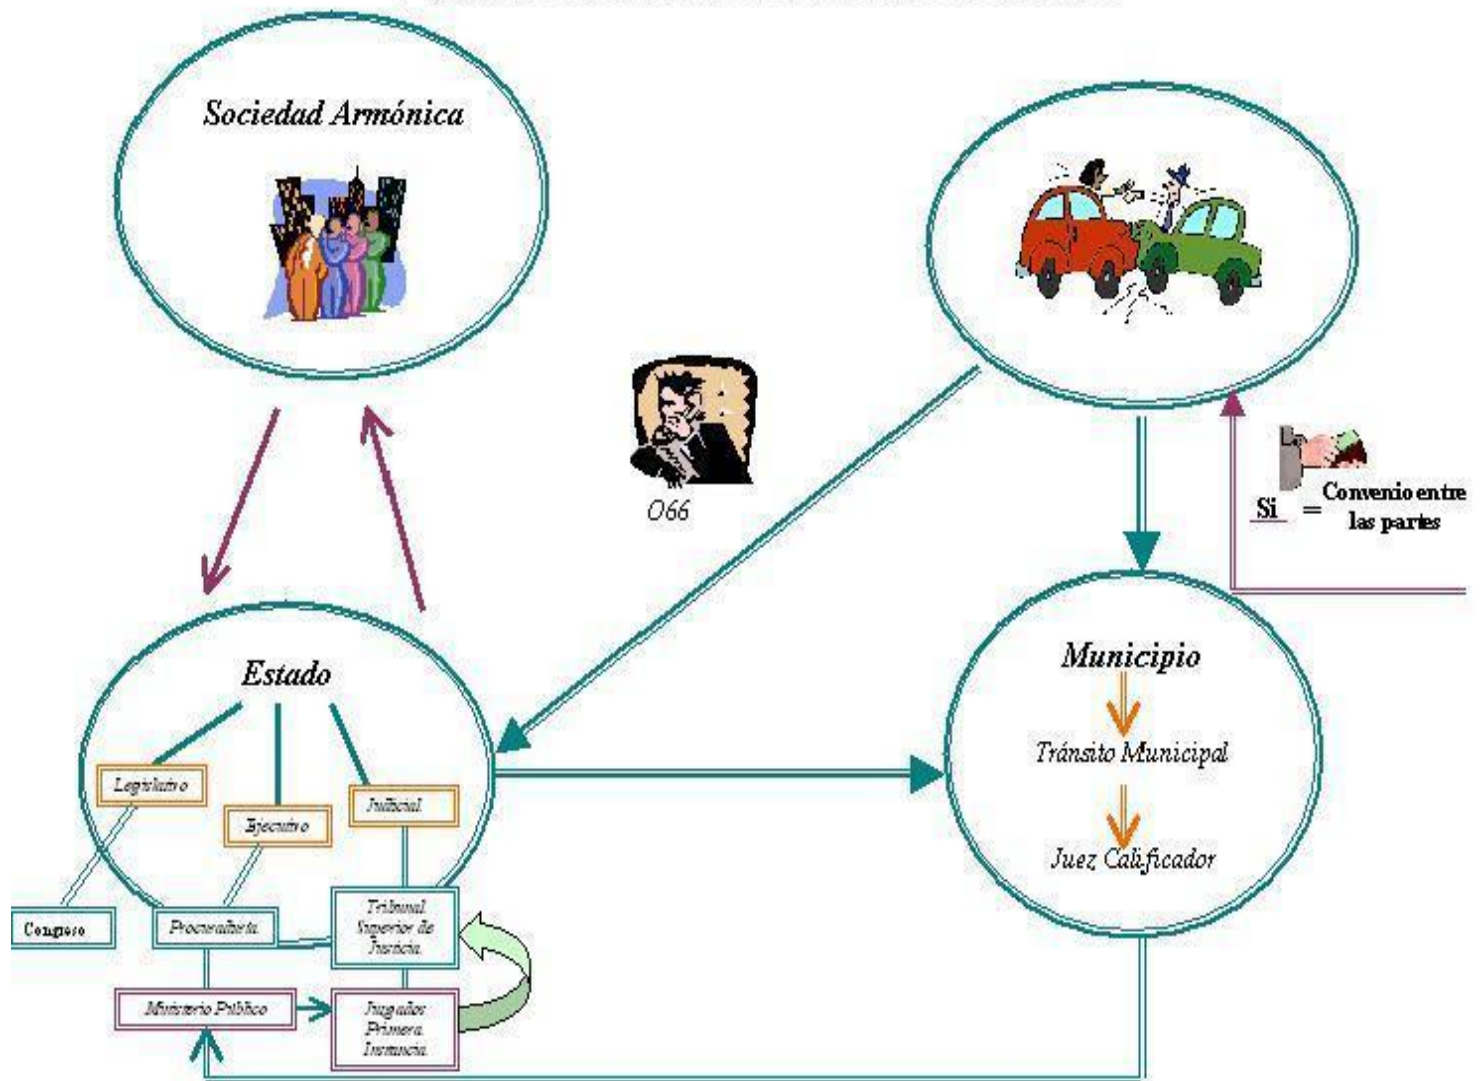 Sociedad Armónica
066
Si = Convenio entre
las partes
Estado
Legislativo
Ejecutivo
Judicial
Congreso
Procuraduría
Tribunal
Superior de
Justicia.
Ministerio Público
Juzgados
Primera
Instancia
Municipio
Tránsito Municipal
Juez Calificador